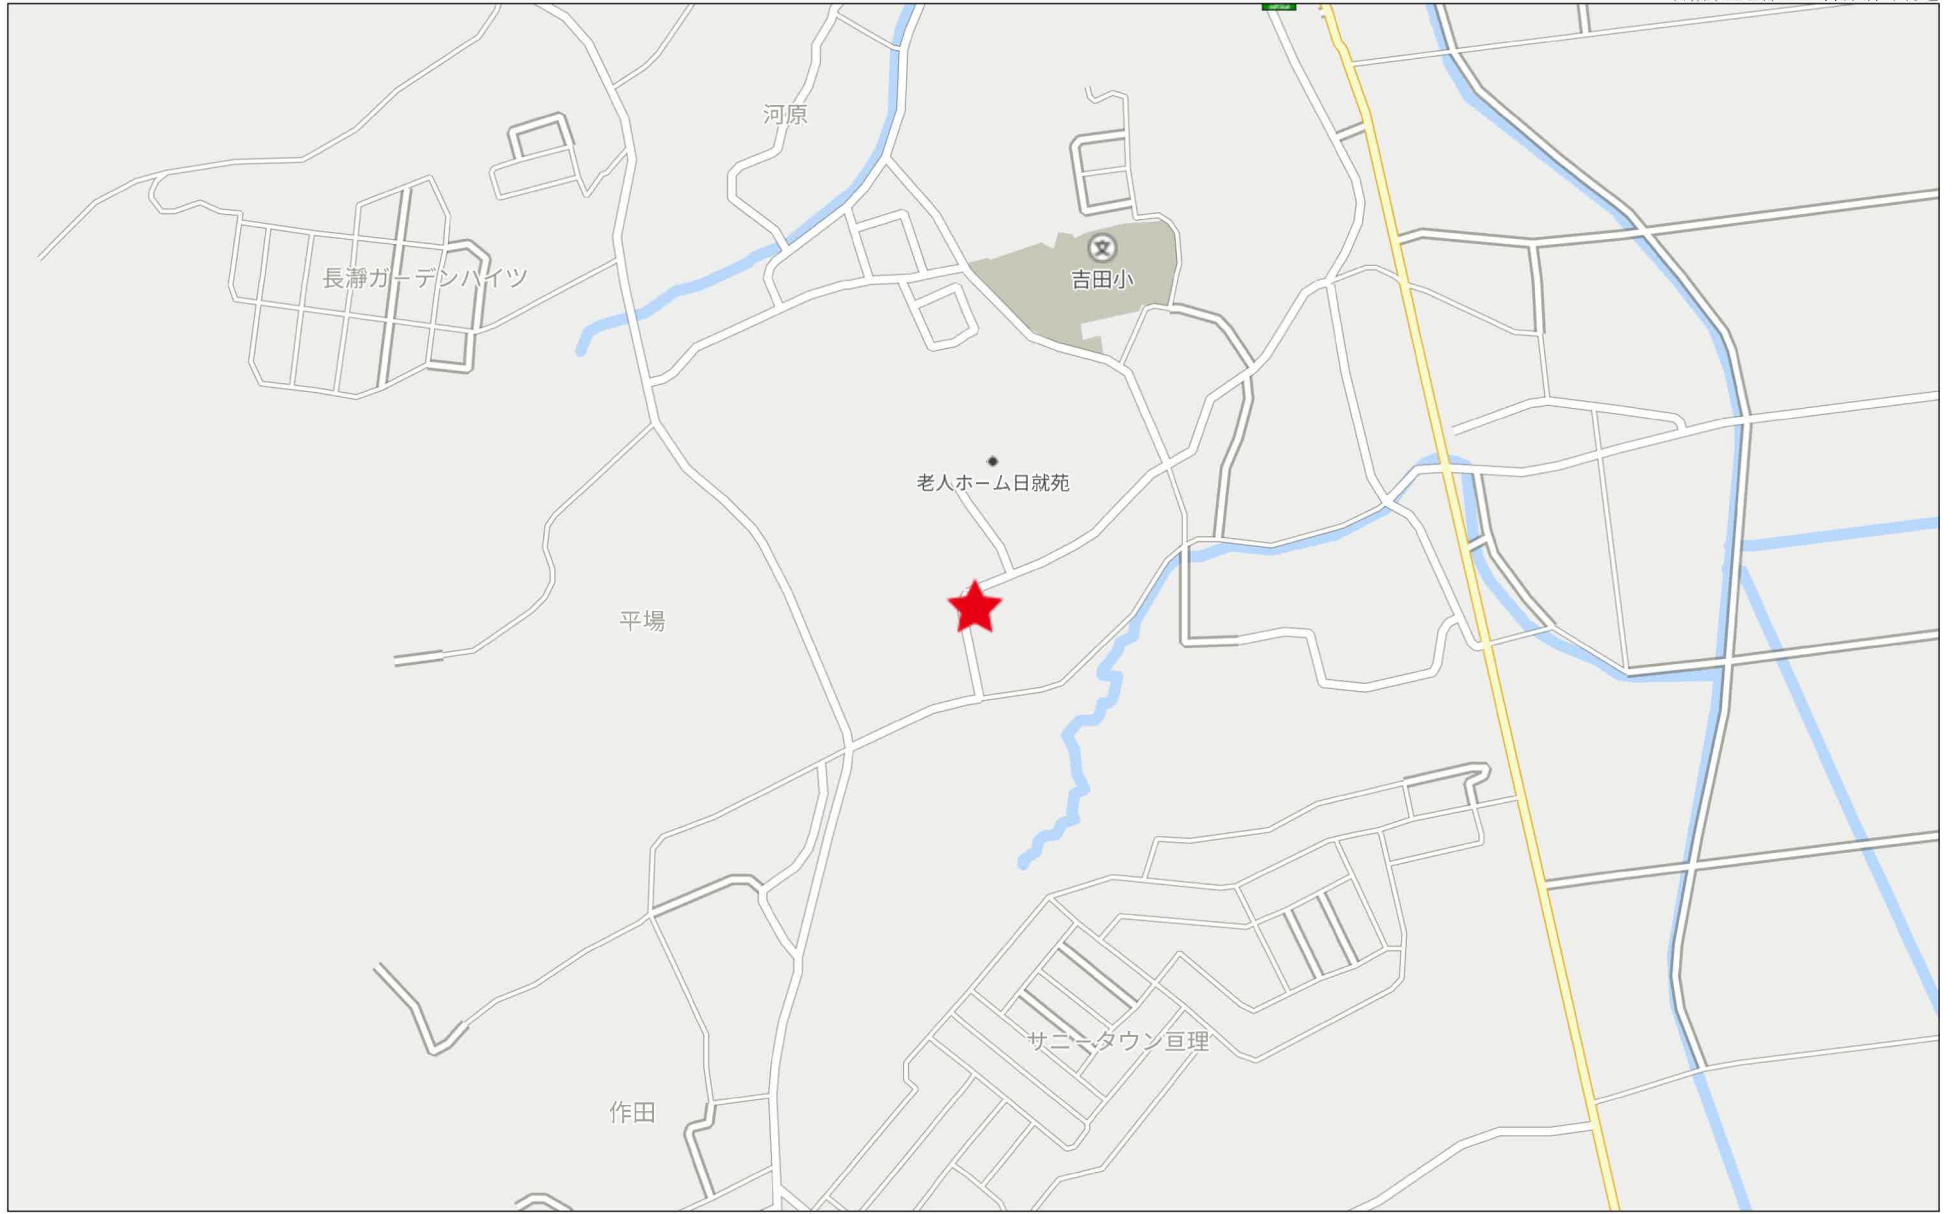 河原
長瀞ガーデンハイツ
吉田小
老人ホーム日就苑
平場
サニータウン亘理
作田